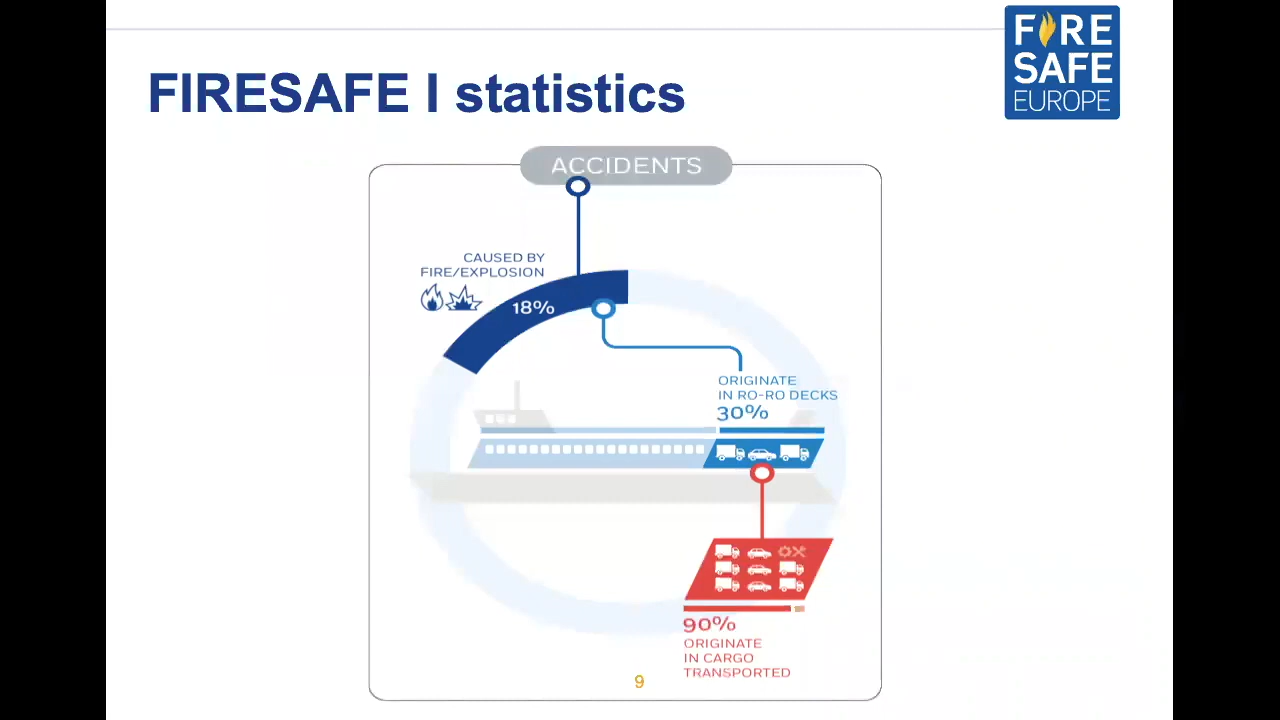 FIRE
SAFE
EUROPE
FIRESAFE I statistics
ACCIDENTS
CAUSED BY
FIRE/EXPLOSION
18%
ORIGINATE
IN RO-RO DECKS
30%
90%
ORIGINATE
IN CARGO
TRANSPORTED
9